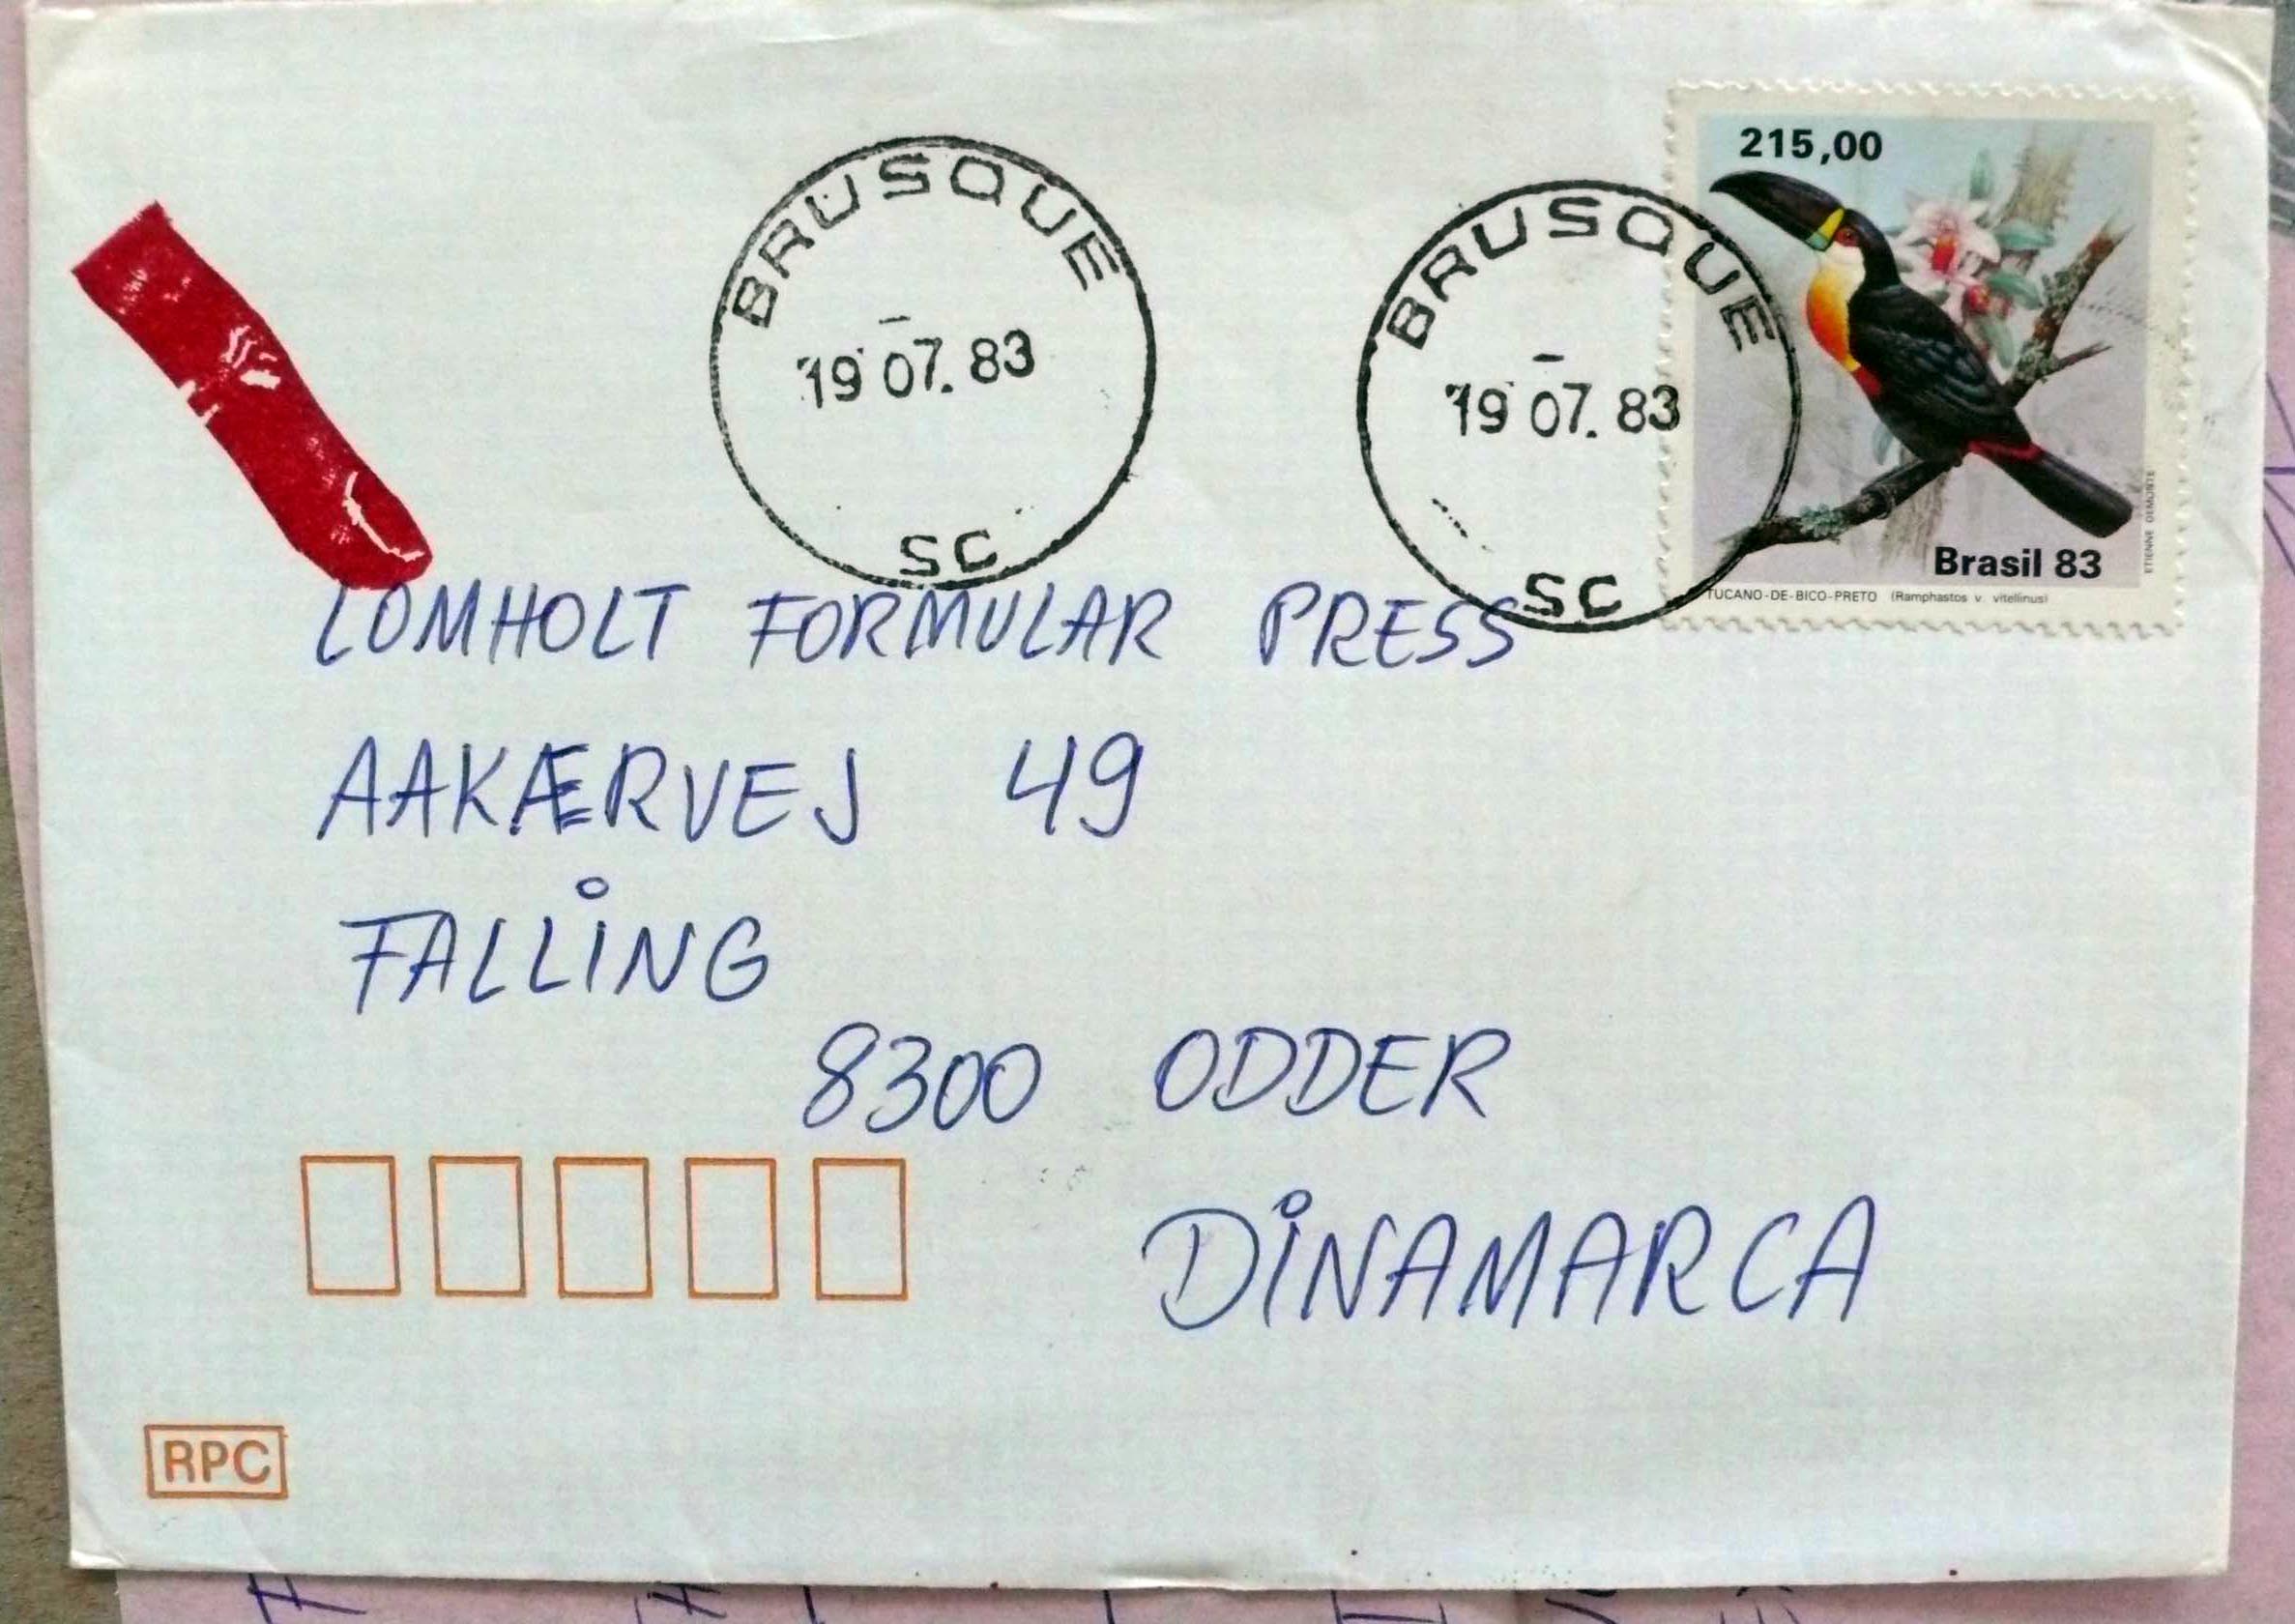 215,00
BRUSQUE
19 07. 83
SC
BRUSQUE
19 07. 83
SC
ETIENNE DEMONTE
Brasil 83
TUCANO-DE-BICO-PRETO (Ramphastos v. vitellinus)
LOMHOLT FORMULAR PRESS
AAKÆRVEJ 49
FALLING
8300 ODDER
DINAMARCA
RPC